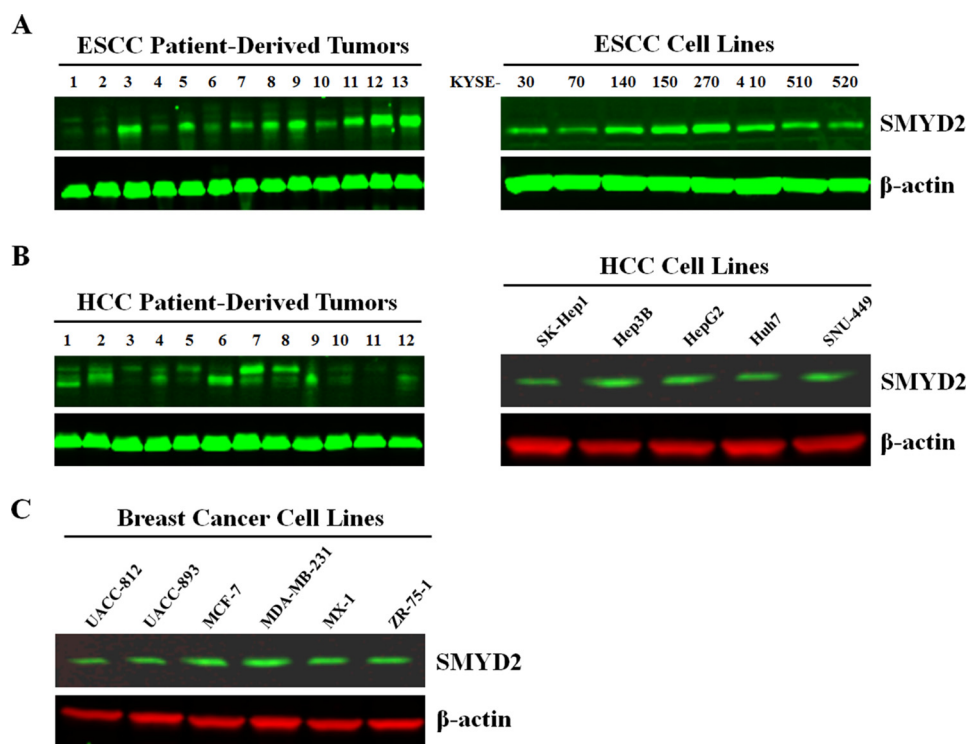 A
ESCC Patient-Derived Tumors
1 2 3 4 5 6 7 8 9 10 11 12 13
ESCC Cell Lines
KYSE- 30 70 140 150 270 4 10 510 520
SMYD2
β-actin
B
HCC Patient-Derived Tumors
1 2 3 4 5 6 7 8 9 10 11 12
HCC Cell Lines
SK-Hep1 Hep3B HepG2 Huh7 SNU-449
SMYD2
β-actin
C
Breast Cancer Cell Lines
UACC-812 UACC-893 MCF-7 MDA-MB-231 MX-1 ZR-75-1
SMYD2
β-actin